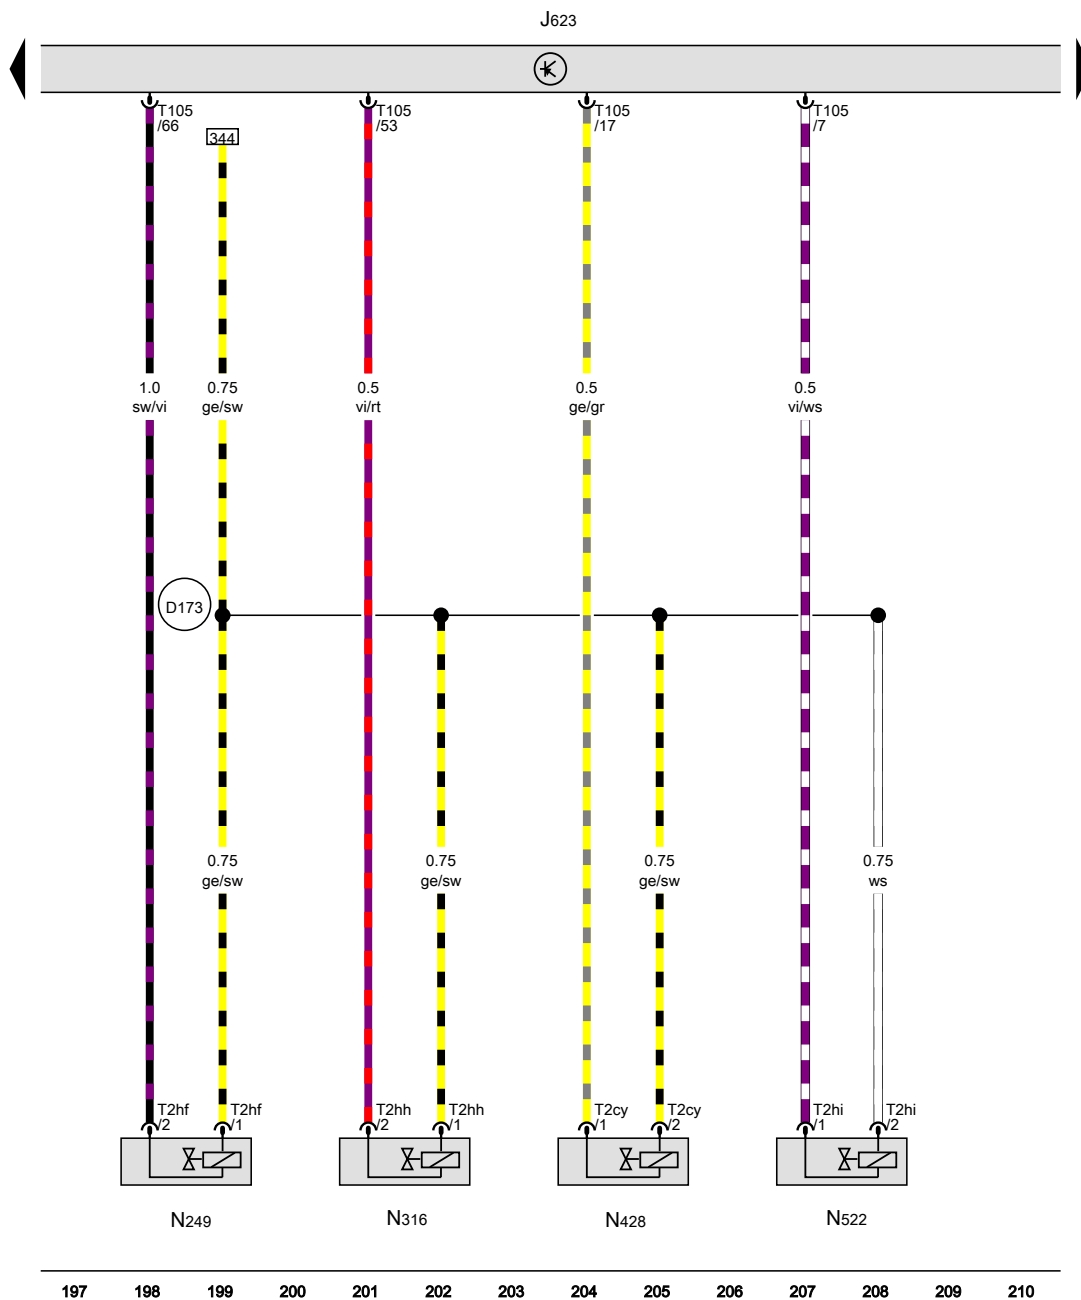 J623
T105 T105 T105 T105
/66 /53 /17 /7
344
1.0 0.75 0.5 0.5 0.5
sw/vi ge/sw vi/rt ge/gr vi/ws
D173
0.75 0.75 0.75 0.75
ge/sw ge/sw ge/sw ws
T2hf T2hf T2hh T2hh T2cy T2cy T2hi T2hi
/2 /1 /2 /1 /1 /2 /1 /2
N249 N316 N428 N522
197 198 199 200 201 202 203 204 205 206 207 208 209 210